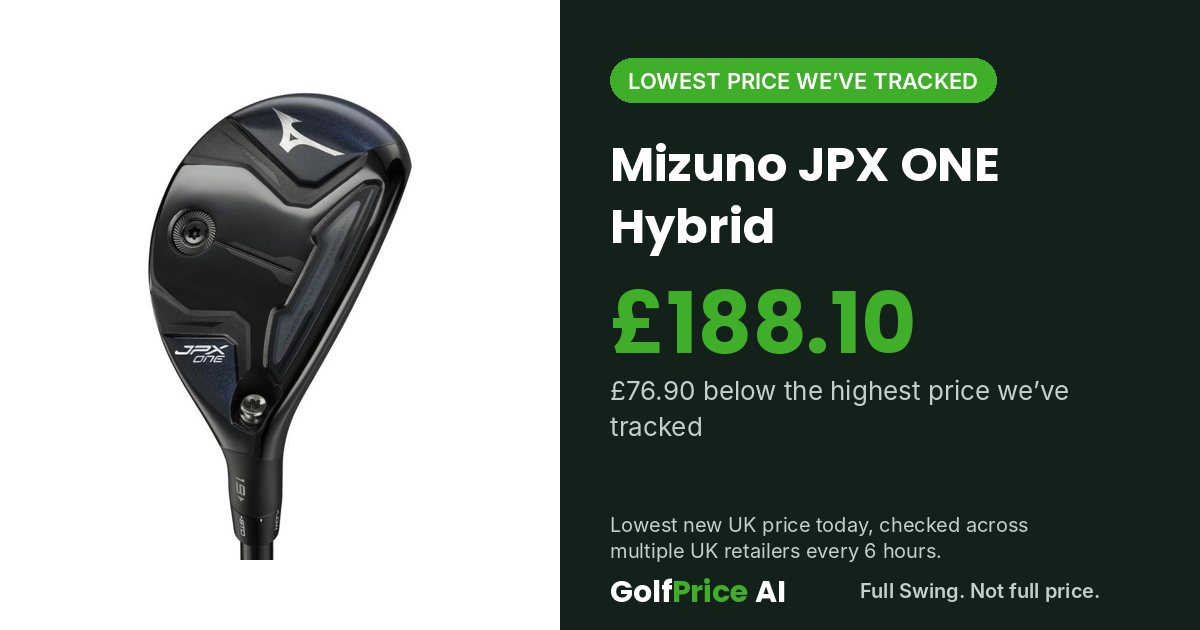 LOWEST PRICE WE’VE TRACKED
Mizuno JPX ONE
Hybrid
£188.10
£76.90 below the highest price we’ve
tracked
Lowest new UK price today, checked across
multiple UK retailers every 6 hours.
GolfPrice AI
Full Swing. Not full price.
JPX
ONE
19